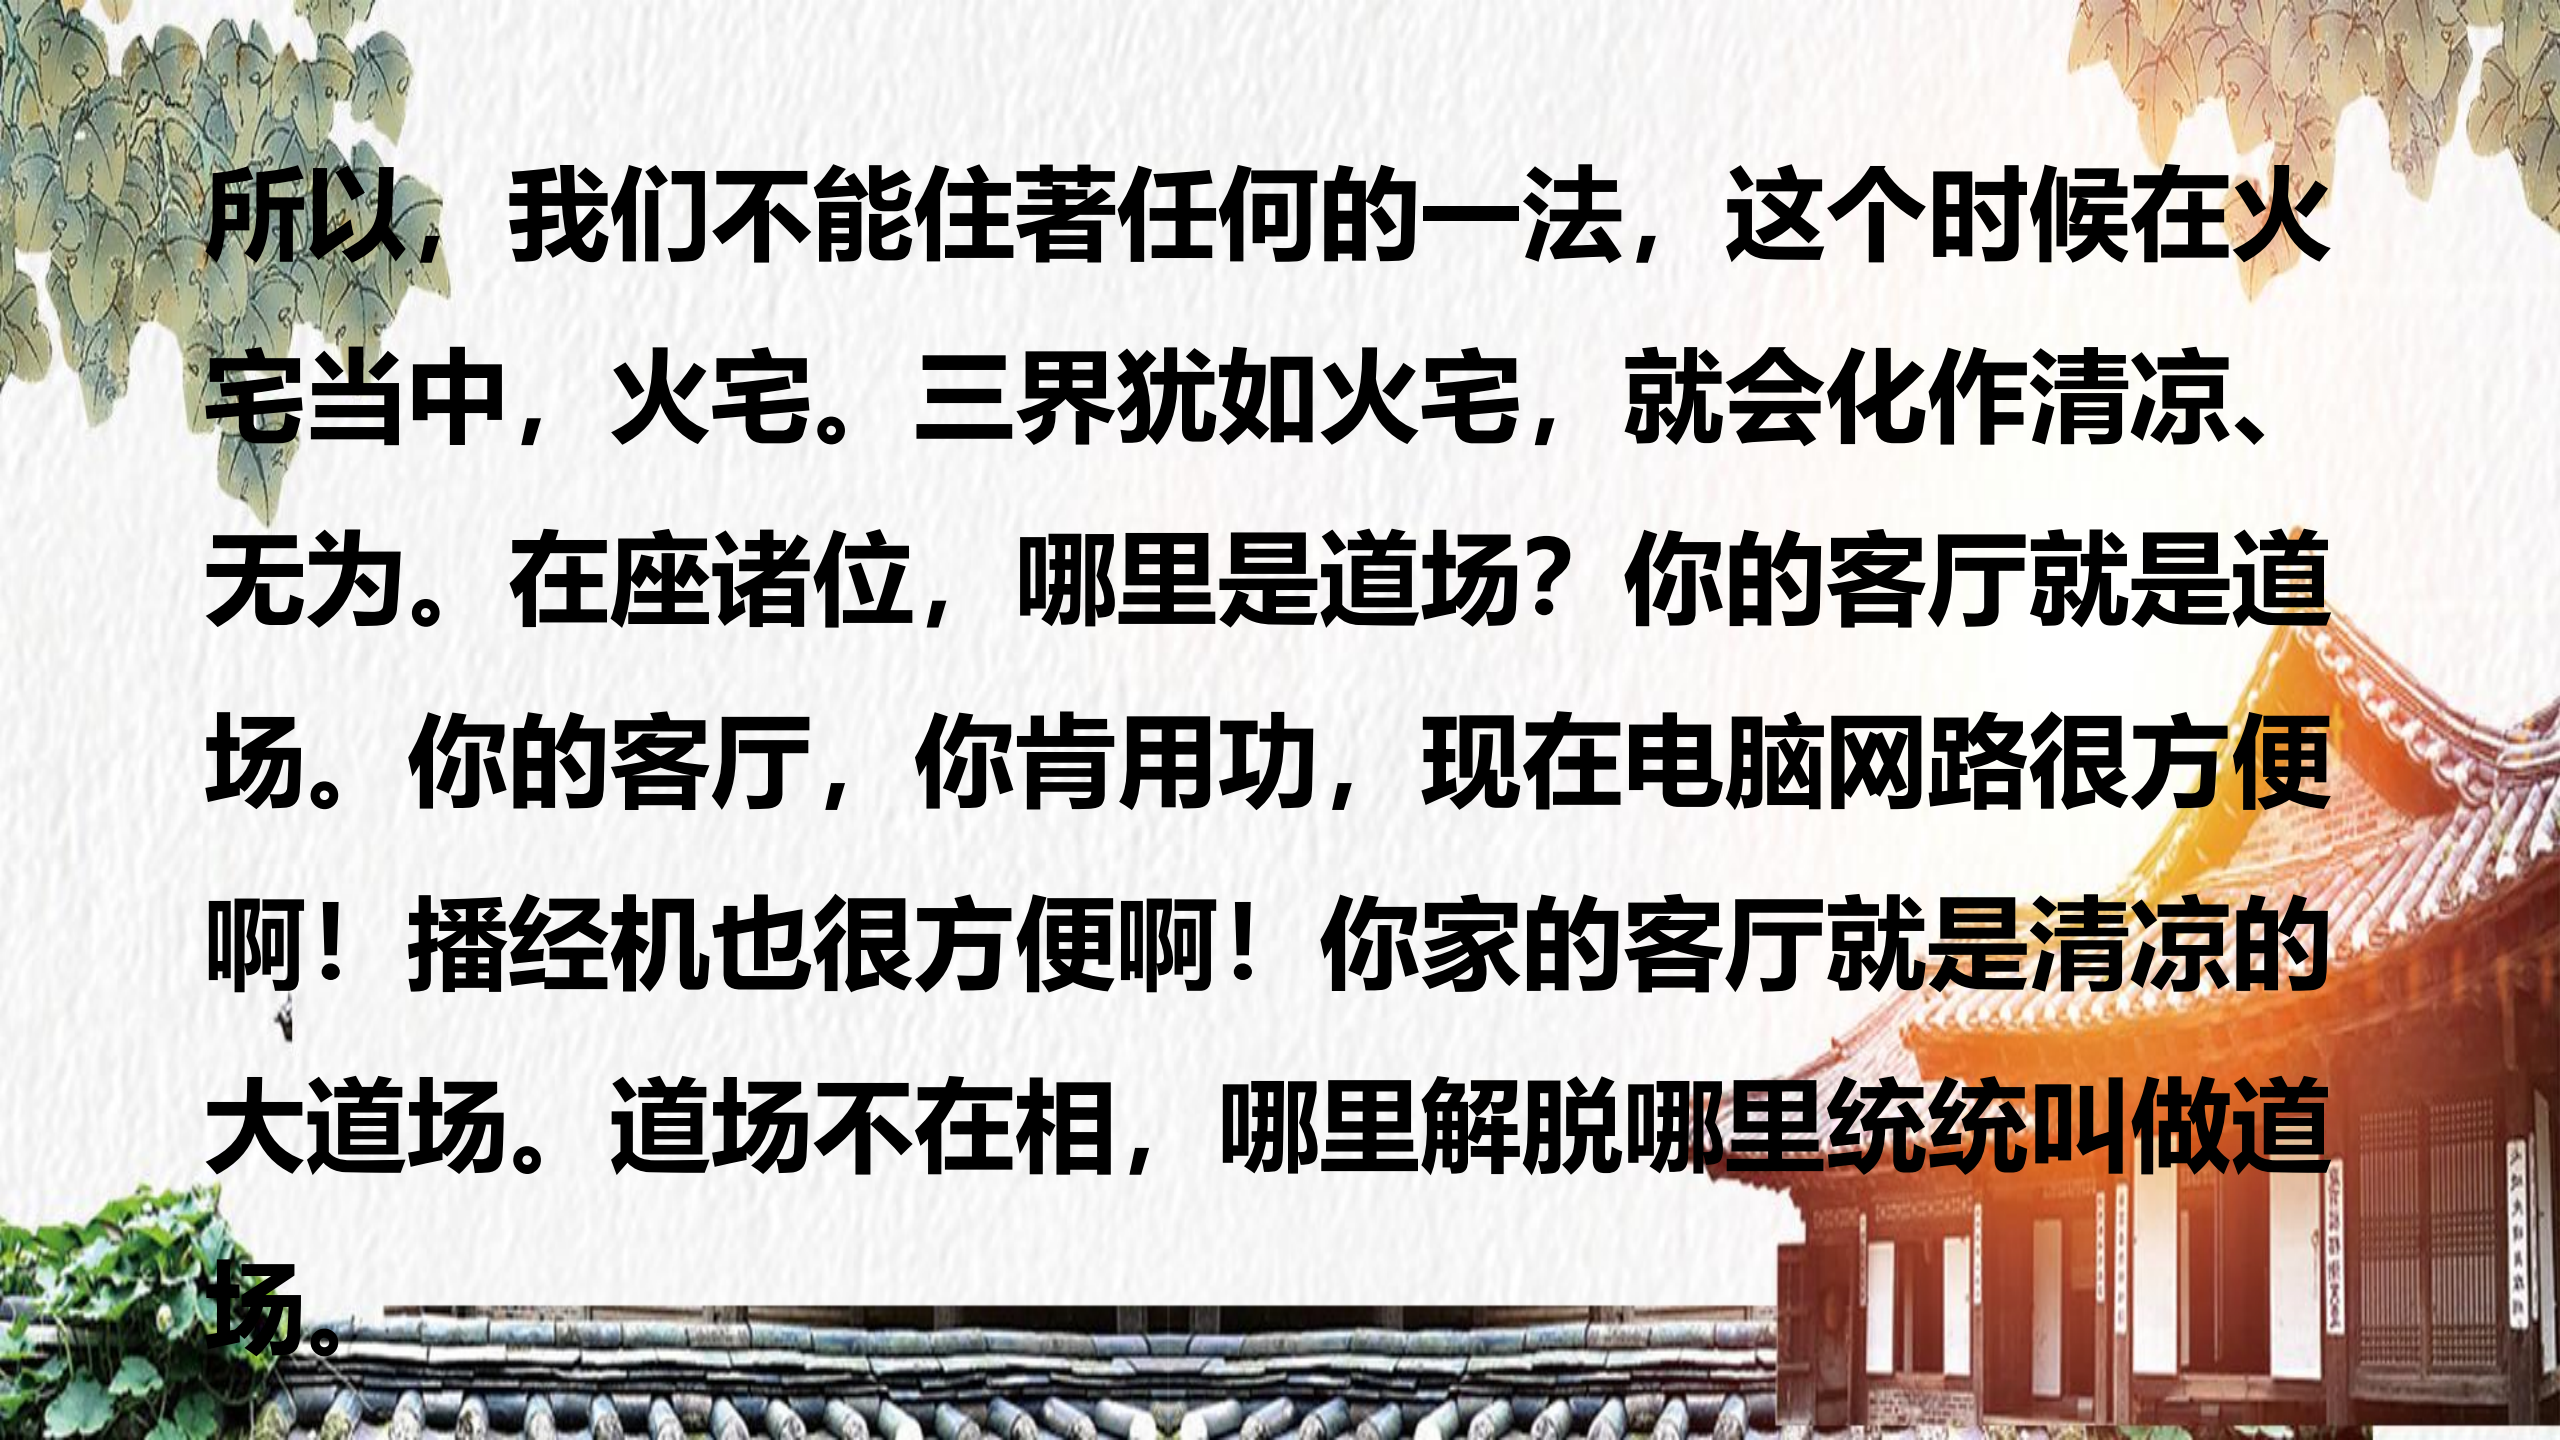 所以，我们不能住著任何的一法，这个时候在火
宅当中，火宅。三界犹如火宅，就会化作清凉、
无为。在座诸位，哪里是道场？你的客厅就是道
场。你的客厅，你肯用功，现在电脑网路很方便
啊！播经机也很方便啊！你家的客厅就是清凉的
大道场。道场不在相，哪里解脱哪里统统叫做道
场。